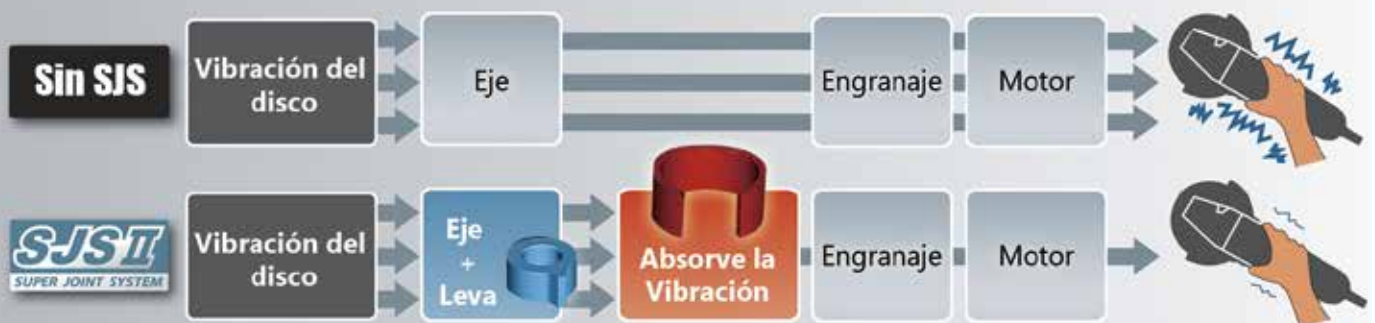 Sin SJS
Vibración del
disco
Eje
Engranaje
Motor
SJS II
SUPER JOINT SYSTEM
Vibración del
disco
Eje
+
Leva
Absorve la
Vibración
Engranaje
Motor